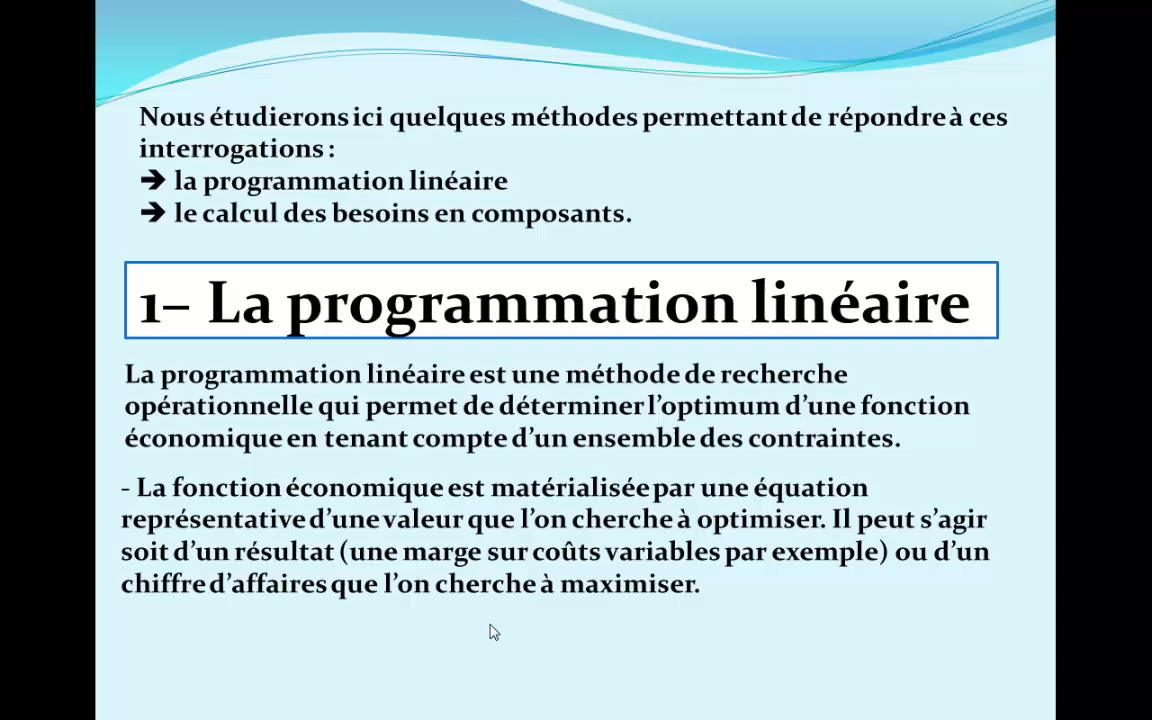 Nous étudierons ici quelques méthodes permettant de répondre à ces
interrogations :
➔ la programmation linéaire
➔ le calcul des besoins en composants.
1– La programmation linéaire
La programmation linéaire est une méthode de recherche
opérationnelle qui permet de déterminer l’optimum d’une fonction
économique en tenant compte d’un ensemble des contraintes.
- La fonction économique est matérialisée par une équation
représentative d’une valeur que l’on cherche à optimiser. Il peut s’agir
soit d’un résultat (une marge sur coûts variables par exemple) ou d’un
chiffre d’affaires que l’on cherche à maximiser.